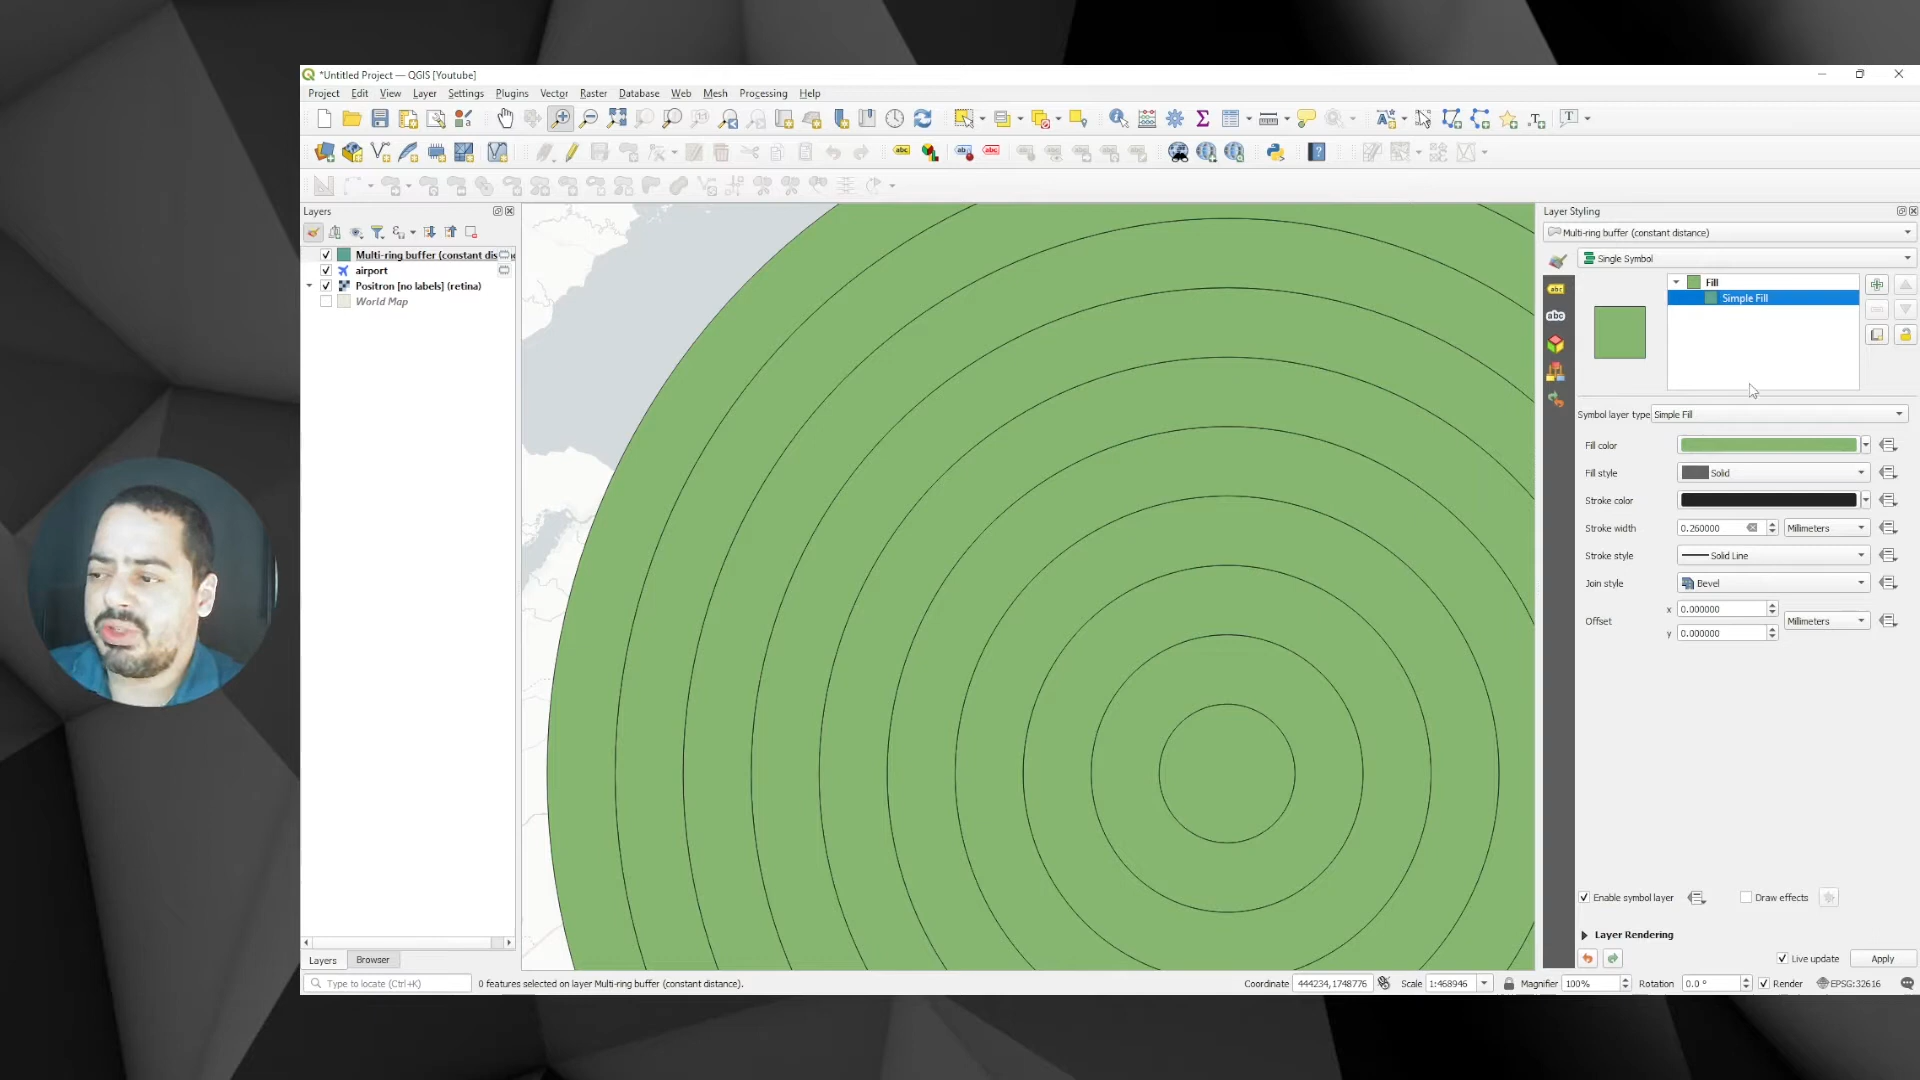 *Untitled Project — QGIS [Youtube]
Project Edit View Layer Settings Plugins Vector Raster Database Web Mesh Processing Help
Layers
Multi-ring buffer (constant dis
airport
Positron [no labels] (retina)
World Map
Layers Browser
Type to locate (Ctrl+K)
0 features selected on layer Multi-ring buffer (constant distance).
Coordinate 444234,1748776 Scale 1:468946 Magnifier 100% Rotation 0.0 ° Render EPSG:32616
Layer Styling
Multi-ring buffer (constant distance)
Single Symbol
Fill
Simple Fill
Symbol layer type Simple Fill
Fill color
Fill style Solid
Stroke color
Stroke width 0.260000 Millimeters
Stroke style Solid Line
Join style Bevel
Offset x 0.000000 Millimeters
y 0.000000
Enable symbol layer Draw effects
Layer Rendering
Live update Apply